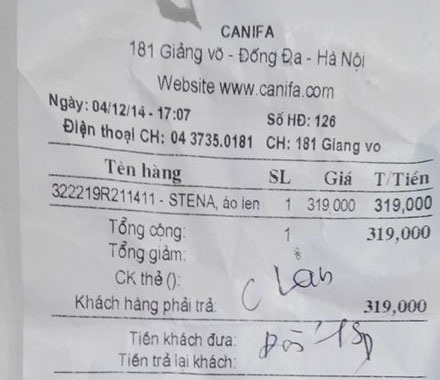 CANIFA
181 Giảng võ - Đống Đa - Hà Nội
Website www.canifa.com
Ngày: 04/12/14 - 17:07 Số HĐ: 126
Điện thoại CH: 04 3735.0181 CH: 181 Giang vo
Tên hàng SL Giá T/Tiền
322219R211411 - STENA, áo len 1 319,000 319,000
Tổng cộng: 1 319,000
Tổng giảm:
CK thẻ ():
C Lan
Khách hàng phải trả: 319,000
Tiền khách đưa:
Tiền trả lại khách: